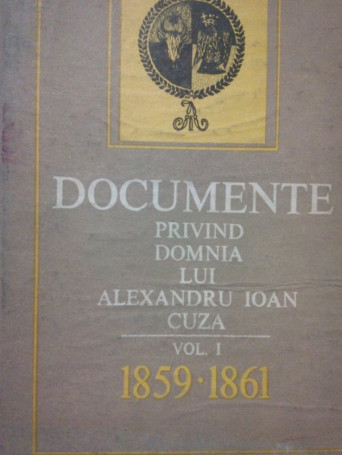 DOCUMENTE
PRIVIND
DOMNIA
LUI
ALEXANDRU IOAN
CUZA
VOL. I
1859·1861